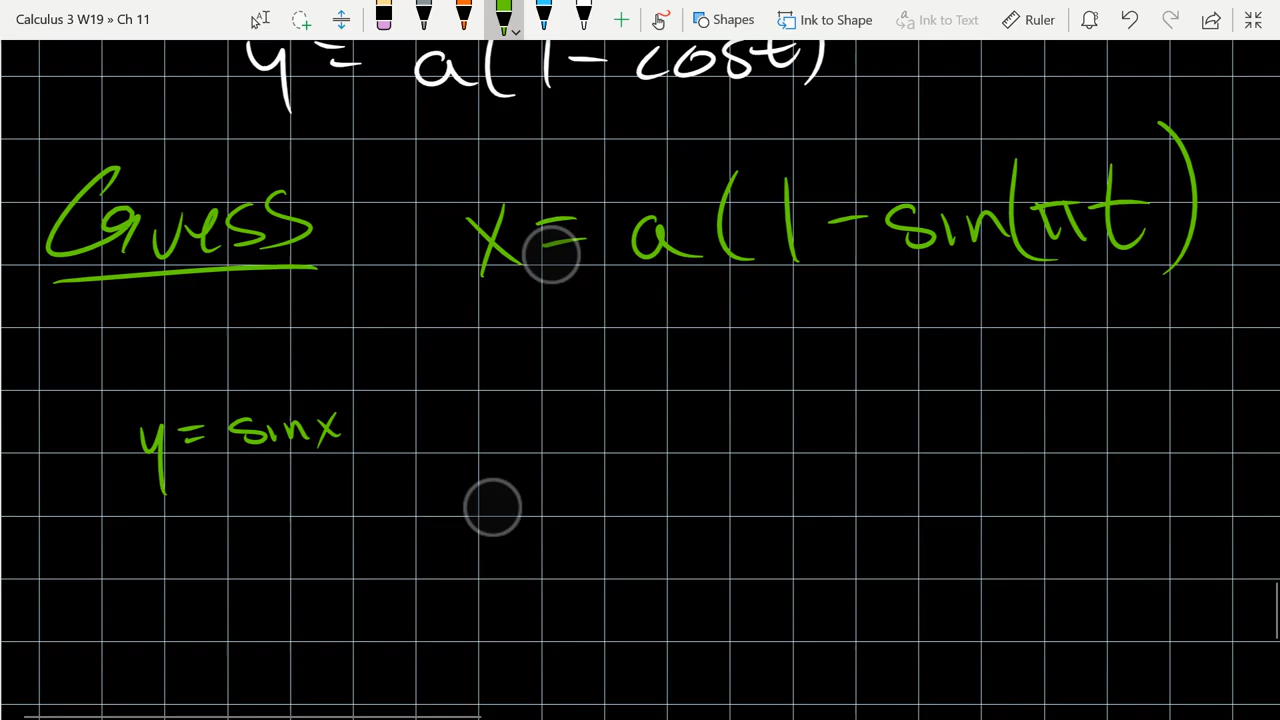 Calculus 3 W19 » Ch 11
Shapes
Ink to Shape
Ink to Text
Ruler
y = a(1 - cost)
Guess x = a(1 - sin(πt)
y = sinx